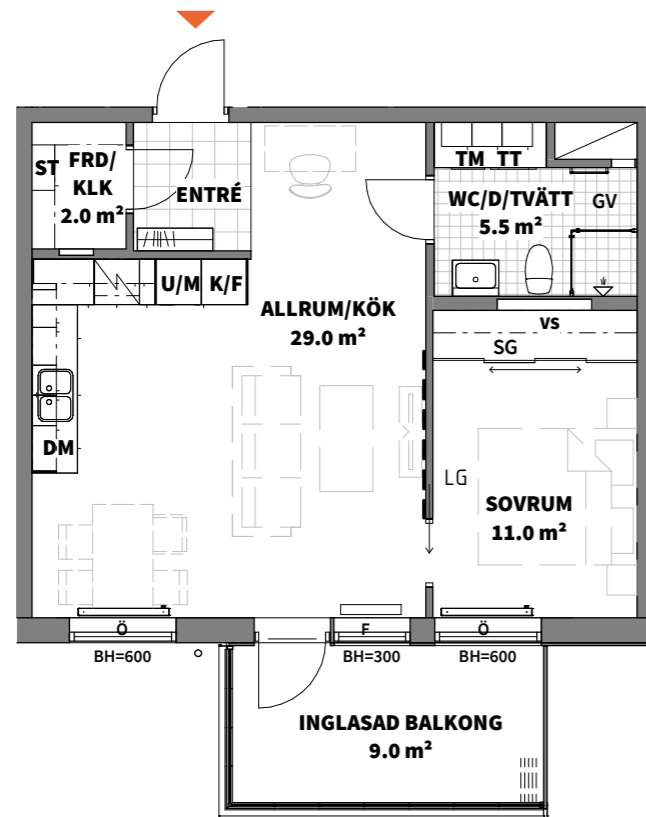 ST
FRD/
KLK
2.0 m²
ENTRÉ
TM TT
WC/D/TVÄTT
5.5 m²
GV
U/M
K/F
ALLRUM/KÖK
29.0 m²
VS
SG
DM
LG
SOVRUM
11.0 m²
Ö
F
Ö
BH=600
BH=300
BH=600
INGLASAD BALKONG
9.0 m²